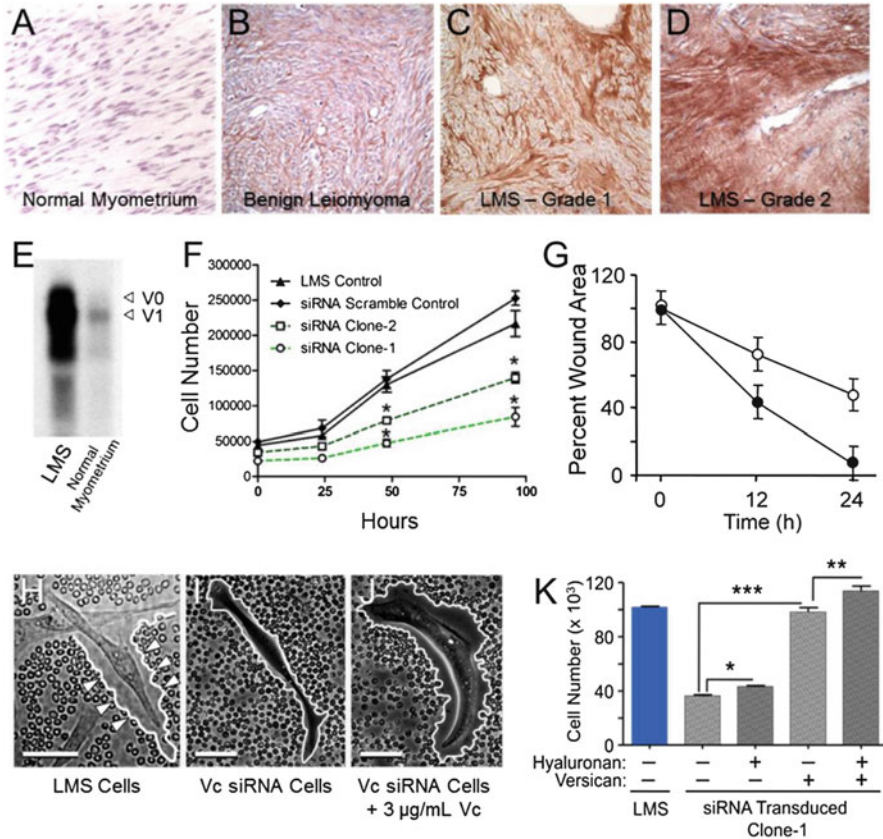 A
B
C
D
Normal Myometrium
Benign Leiomyoma
LMS – Grade 1
LMS – Grade 2
E
V0
V1
LMS
Normal
Myometrium
F
Cell Number
300000
250000
200000
150000
100000
50000
0
LMS Control
siRNA Scramble Control
siRNA Clone-2
siRNA Clone-1
*
*
*
*
0
25
50
75
100
Hours
G
Percent Wound Area
120
80
40
0
0
12
24
Time (h)
H
I
LMS Cells
Vc siRNA Cells
Vc siRNA Cells
+ 3 µg/mL Vc
K
Cell Number (x 10³)
120
80
40
0
***
**
*
Hyaluronan: – – + – +
Versican: – – – + +
LMS
siRNA Transduced
Clone-1